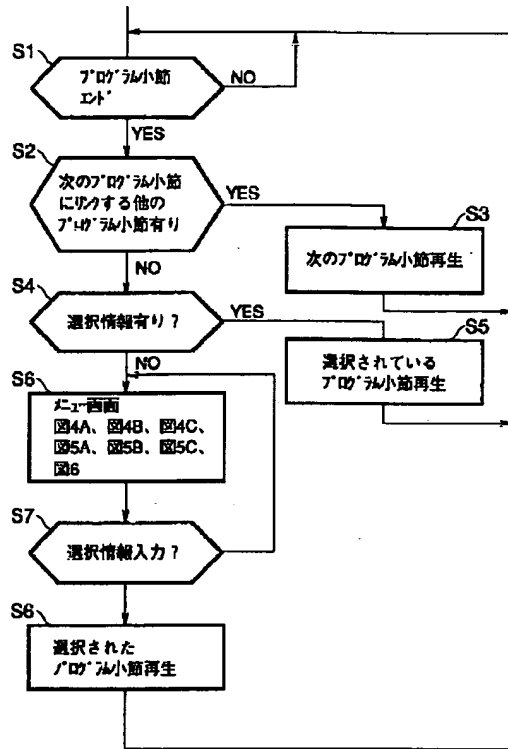 S1
プログラム小節
エンド
NO
YES
S2
次のプログラム小節
にリンクする他の
プログラム小節有り
YES
S3
次のプログラム小節再生
NO
S4
選択情報有り?
YES
S5
選択されている
プログラム小節再生
NO
S6
メニュー画面
図4A、図4B、図4C、
図5A、図5B、図5C、
図6
S7
選択情報入力?
S6
選択された
プログラム小節再生